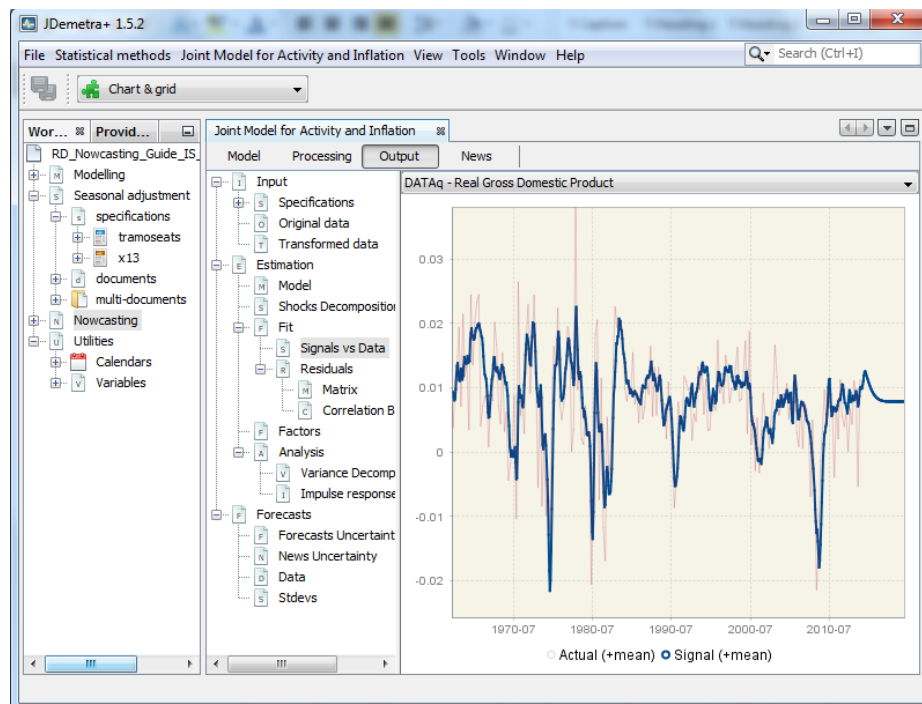 JDemetra+ 1.5.2
File Statistical methods Joint Model for Activity and Inflation View Tools Window Help
Search (Ctrl+I)
Chart & grid
Wor...
Provid...
RD_Nowcasting_Guide_IS_
Modelling
Seasonal adjustment
specifications
tramoseats
x13
documents
multi-documents
Nowcasting
Utilities
Calendars
Variables
Joint Model for Activity and Inflation
Model Processing Output News
Input
Specifications
Original data
Transformed data
Estimation
Model
Shocks Decomposition
Fit
Signals vs Data
Residuals
Matrix
Correlation B
Factors
Analysis
Variance Decomp
Impulse response
Forecasts
Forecasts Uncertaint
News Uncertainty
Data
Stdevs
DATAq - Real Gross Domestic Product
0.03
0.02
0.01
0
-0.01
-0.02
1970-07 1980-07 1990-07 2000-07 2010-07
Actual (+mean) Signal (+mean)